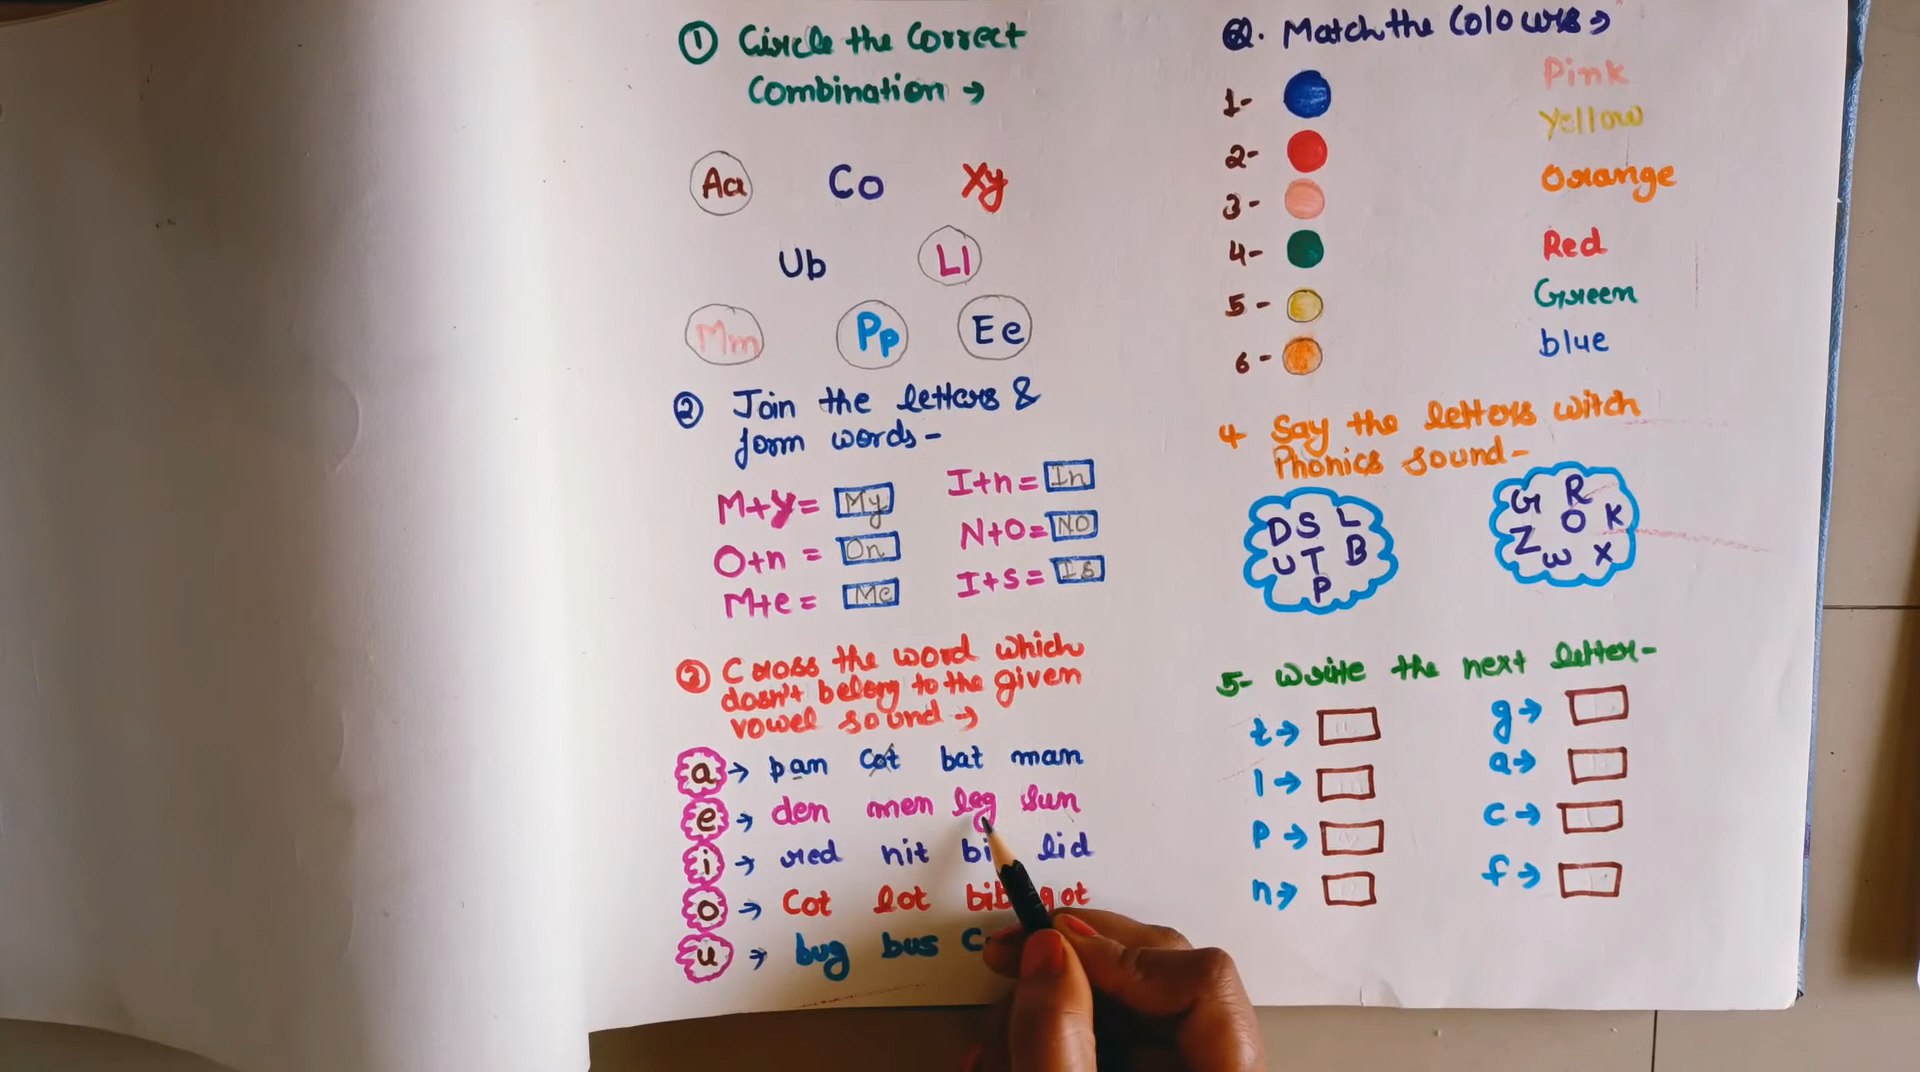 ① Circle the Correct
Combination →
Aa Co Xy
Ub Ll
Mm Pp Ee
② Join the letters &
form words-
M+y= My
I+n= In
O+n = On
N+O= NO
M+e= Me
I+s= Is
③ Cross the word which
dosn't belong to the given
vowel sound →
a → pan Cot bat man
e → den men leg sun
i → red nit lid
o → Cot lot bib got
u → bug bus
Q. Match the Colours →
1- Pink
2- Yellow
3- Orange
4- Red
5- Green
6- blue
4 Say the letters witch
Phonics sound-
D S L
U T B
P
G R
Z O K
W X
5- Write the next letter-
t→ g→
l→ a→
P→ c→
n→ f→